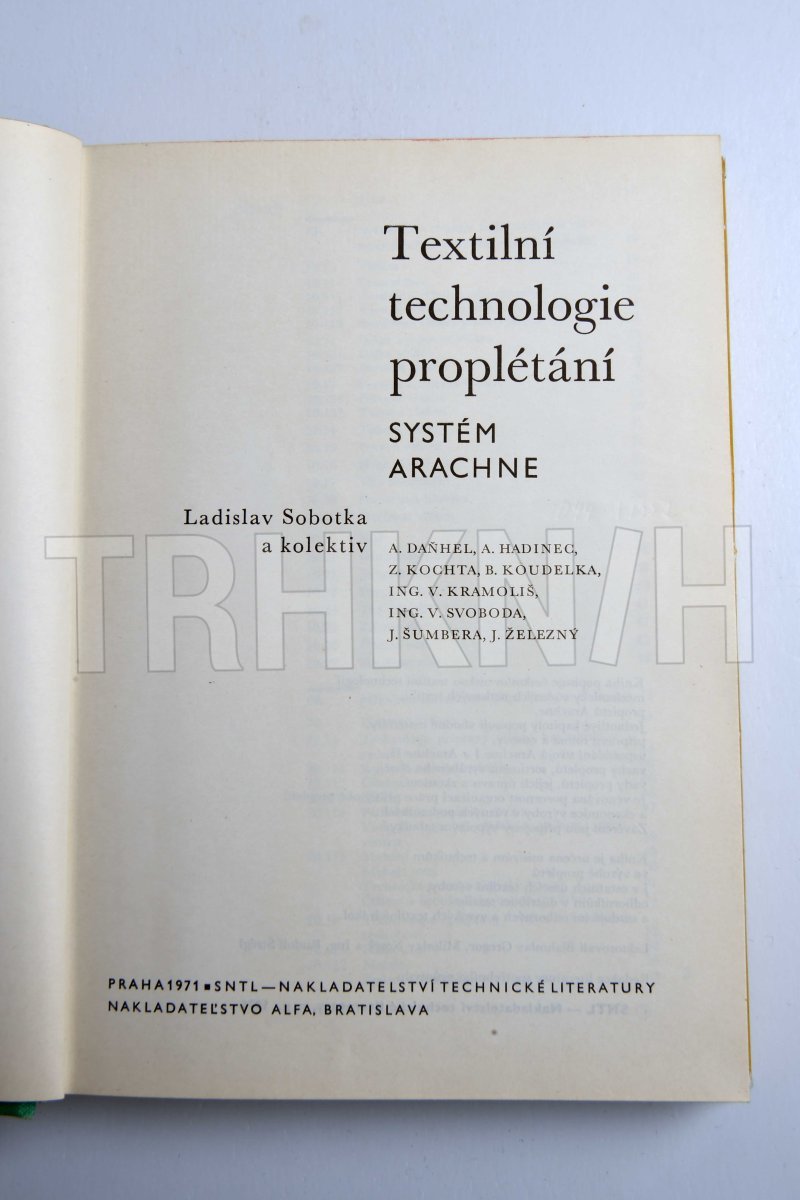 Textilní
technologie
proplétání
SYSTÉM
ARACHNE
Ladislav Sobotka
a kolektiv
A. DAŇHEL, A. HADINEC,
Z. KOCHTA, B. KOUDELKA,
ING. V. KRAMOLIŠ,
ING. V. SVOBODA,
J. ŠUMBERA, J. ŽELEZNÝ
TRHKNIH
PRAHA 1971 ■ SNTL—NAKLADATELSTVÍ TECHNICKÉ LITERATURY
NAKLADATEĽSTVO ALFA, BRATISLAVA